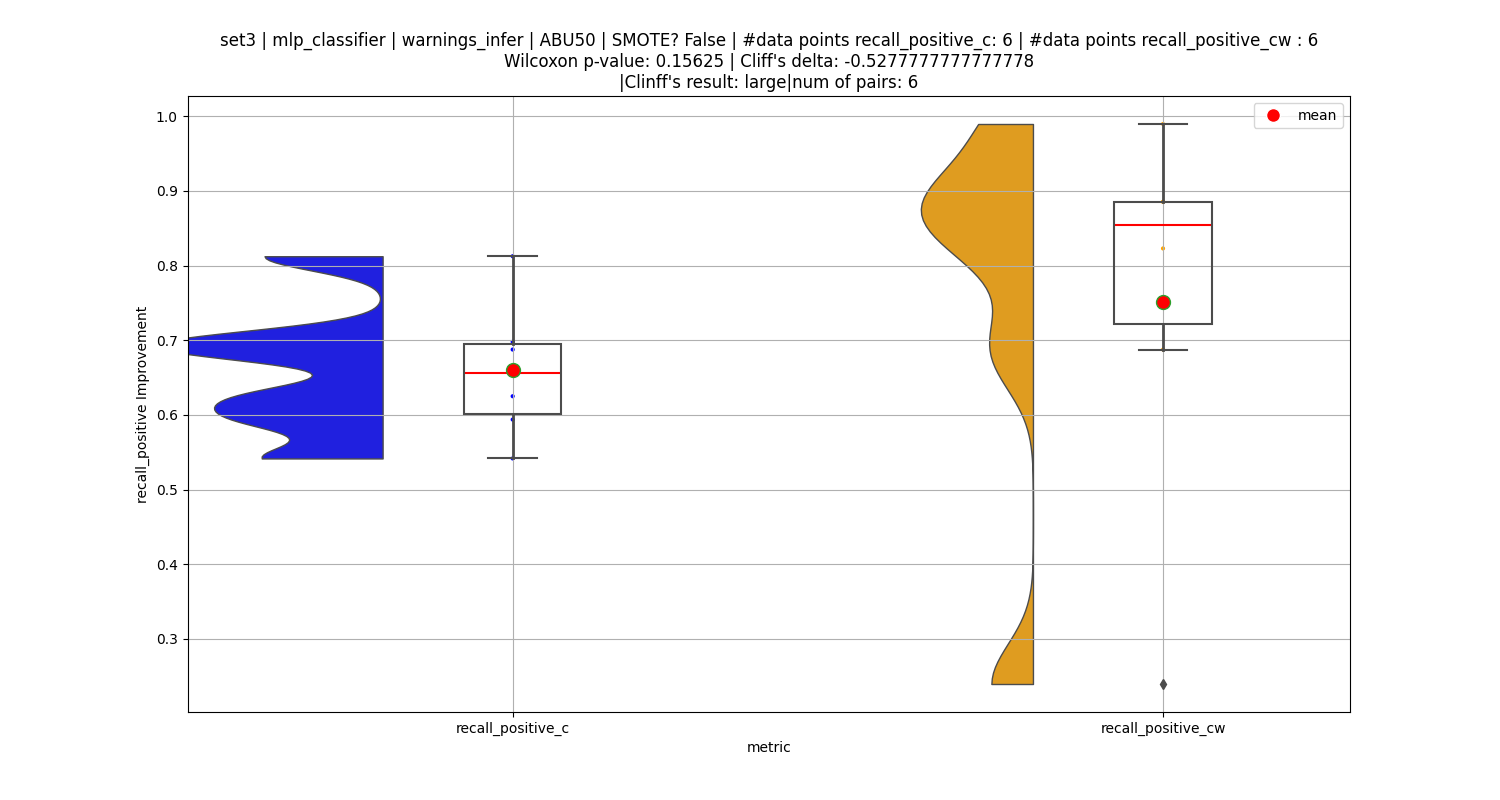 set3 | mlp_classifier | warnings_infer | ABU50 | SMOTE? False | #data points recall_positive_c: 6 | #data points recall_positive_cw : 6
Wilcoxon p-value: 0.15625 | Cliff's delta: -0.5277777777777778
|Clinff's result: large|num of pairs: 6
mean
1.0
0.9
0.8
0.7
0.6
0.5
0.4
0.3
recall_positive Improvement
recall_positive_c
recall_positive_cw
metric